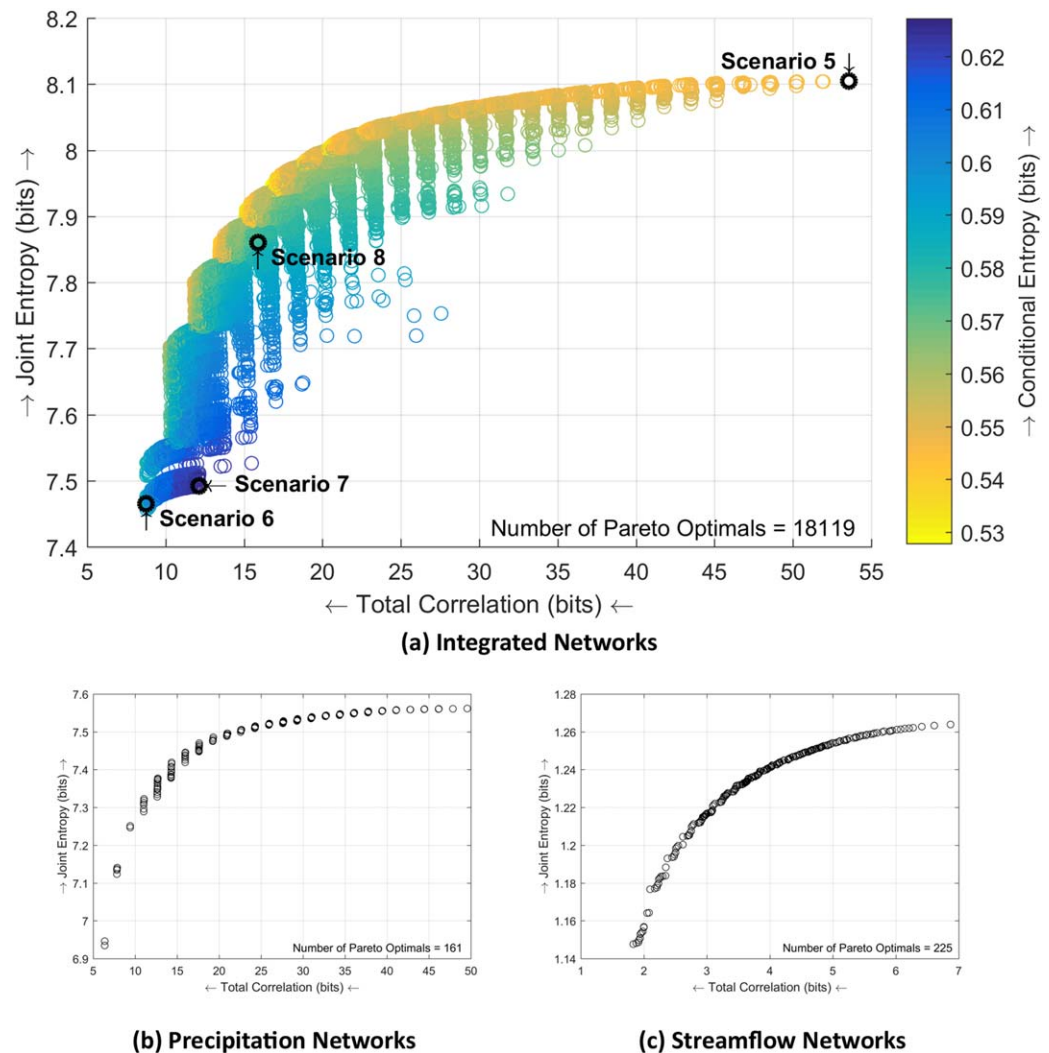 8.2
8.1
8
7.9
7.8
7.7
7.6
7.5
7.4
→ Joint Entropy (bits) →
Scenario 5 ↓
↑ Scenario 8
← Scenario 7
↑ Scenario 6
Number of Pareto Optimals = 18119
5 10 15 20 25 30 35 40 45 50 55
← Total Correlation (bits) ←
0.62
0.61
0.6
0.59
0.58
0.57
0.56
0.55
0.54
0.53
→ Conditional Entropy (bits) →
(a) Integrated Networks
7.6
7.5
7.4
7.3
7.2
7.1
7
6.9
→ Joint Entropy (bits) →
Number of Pareto Optimals = 161
5 10 15 20 25 30 35 40 45 50
← Total Correlation (bits) ←
(b) Precipitation Networks
1.28
1.26
1.24
1.22
1.2
1.18
1.16
1.14
→ Joint Entropy (bits) →
Number of Pareto Optimals = 225
1 2 3 4 5 6 7
← Total Correlation (bits) ←
(c) Streamflow Networks